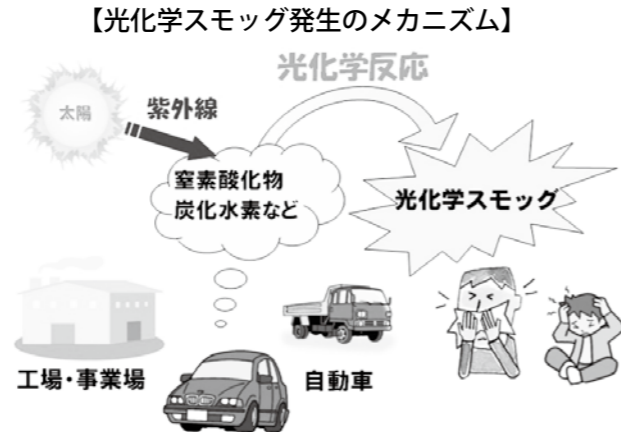 【光化学スモッグ発生のメカニズム】
光化学反応
太陽
紫外線
窒素酸化物
炭化水素など
光化学スモッグ
工場・事業場
自動車